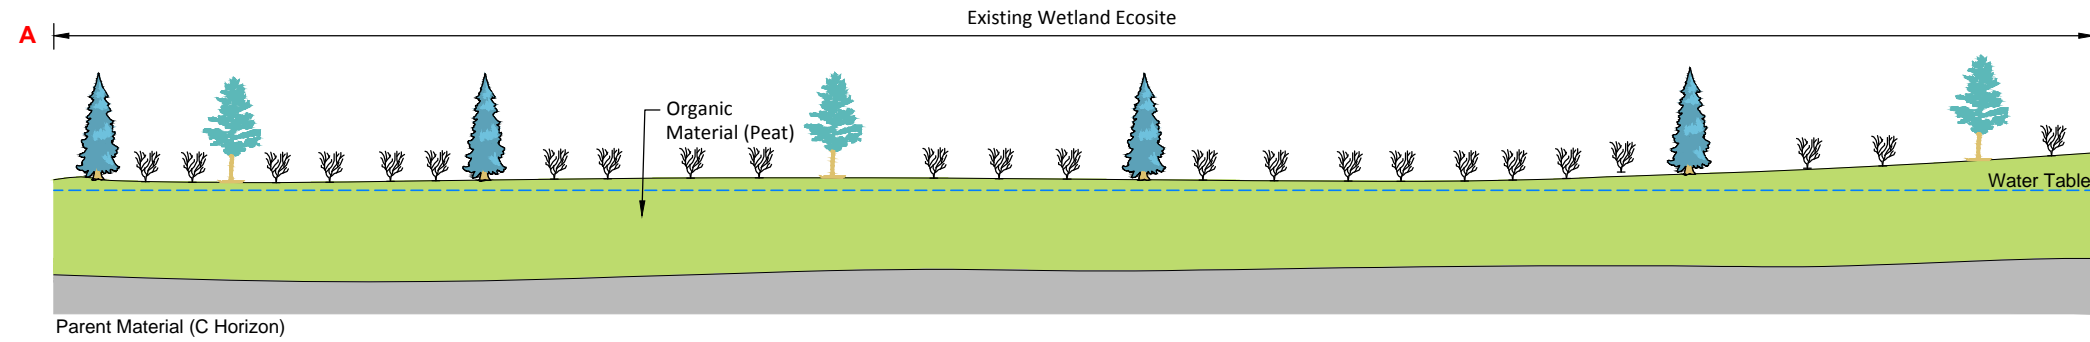 Existing Wetland Ecosite
A
Organic
Material (Peat)
Water Table
Parent Material (C Horizon)